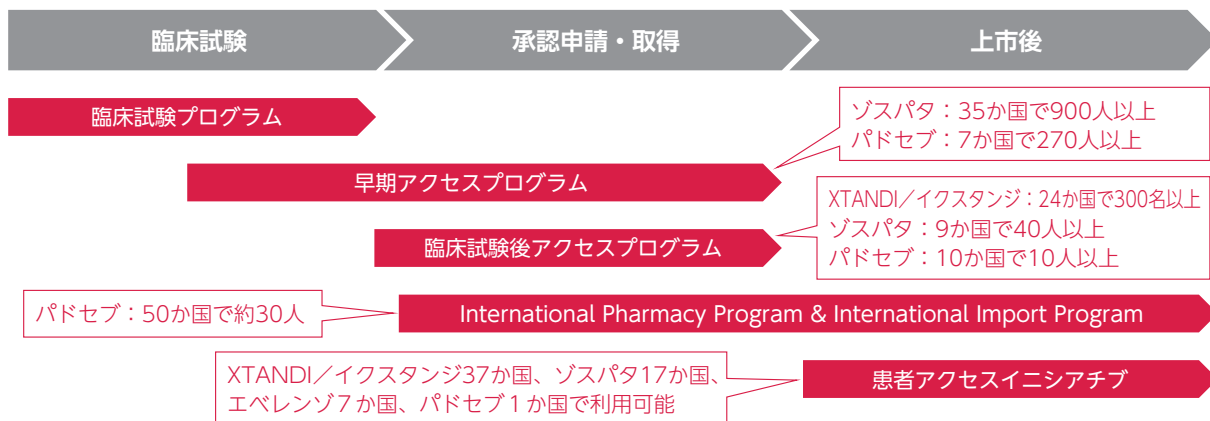 臨床試験
承認申請・取得
上市後
臨床試験プログラム
ゾスパタ：35か国で900人以上
パドセブ：7か国で270人以上
早期アクセスプログラム
XTANDI／イクスタンジ：24か国で300名以上
ゾスパタ：9か国で40人以上
パドセブ：10か国で10人以上
臨床試験後アクセスプログラム
パドセブ：50か国で約30人
International Pharmacy Program & International Import Program
XTANDI／イクスタンジ37か国、ゾスパタ17か国、
エベレンゾ７か国、パドセブ１か国で利用可能
患者アクセスイニシアチブ